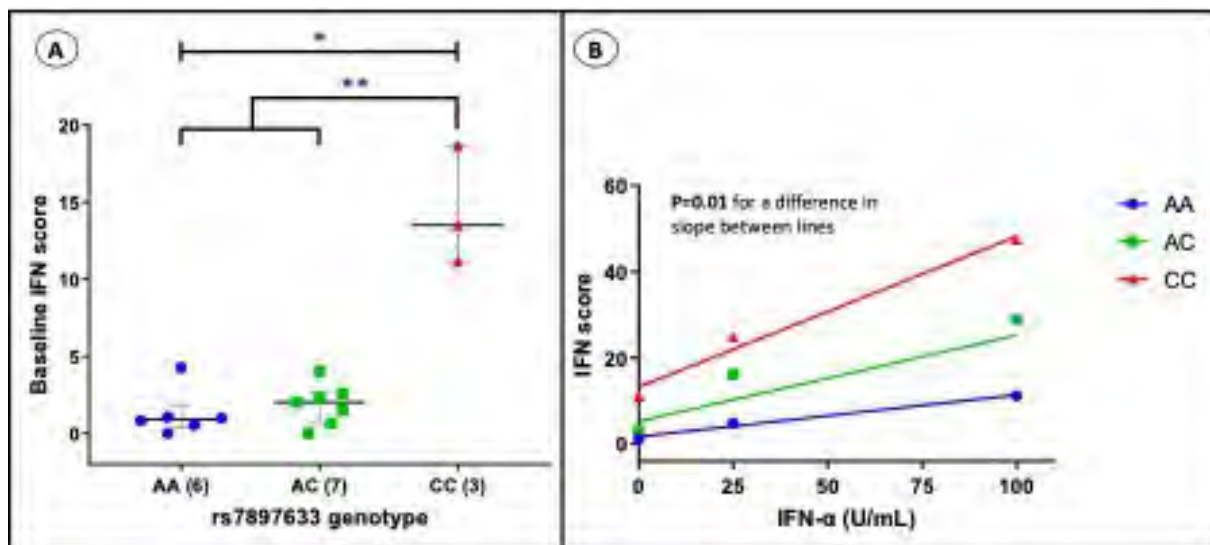 A
*
**
20
15
10
5
0
Baseline IFN score
AA (6) AC (7) CC (3)
rs7897633 genotype
B
P=0.01 for a difference in
slope between lines
60
40
20
0
IFN score
0 25 50 75 100
IFN-α (U/mL)
AA
AC
CC